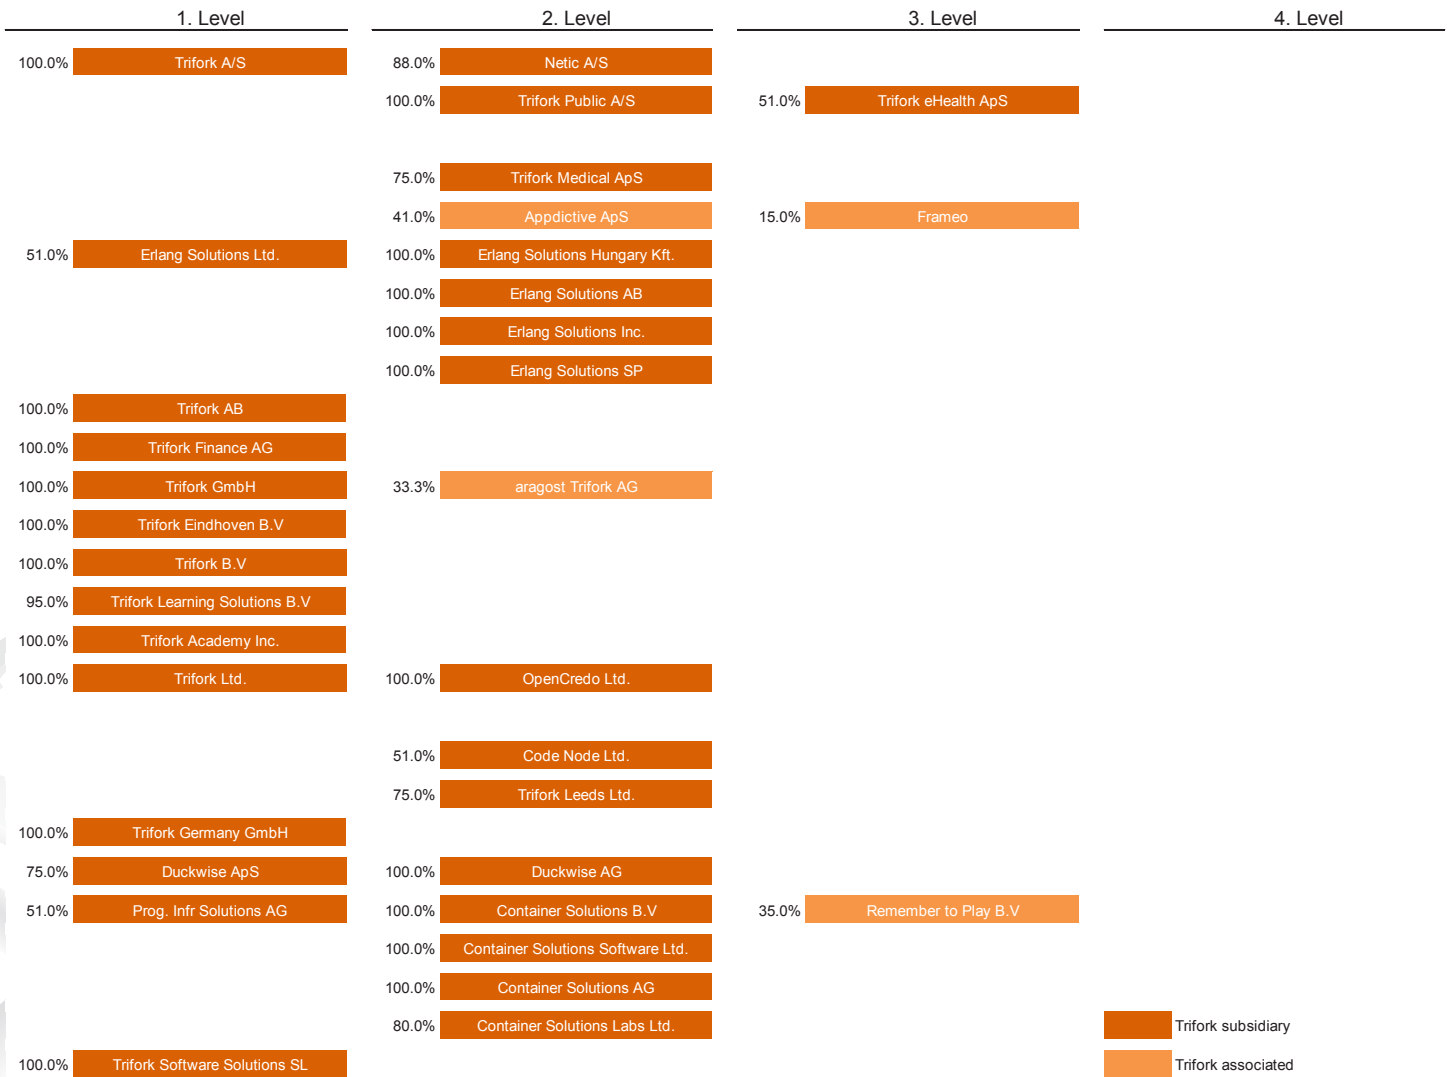 1. Level 2. Level 3. Level 4. Level
100.0% Trifork A/S 88.0% Netic A/S
100.0% Trifork Public A/S 51.0% Trifork eHealth ApS
75.0% Trifork Medical ApS
41.0% Appdictive ApS 15.0% Frameo
51.0% Erlang Solutions Ltd. 100.0% Erlang Solutions Hungary Kft.
100.0% Erlang Solutions AB
100.0% Erlang Solutions Inc.
100.0% Erlang Solutions SP
100.0% Trifork AB
100.0% Trifork Finance AG
100.0% Trifork GmbH 33.3% aragost Trifork AG
100.0% Trifork Eindhoven B.V
100.0% Trifork B.V
95.0% Trifork Learning Solutions B.V
100.0% Trifork Academy Inc.
100.0% Trifork Ltd. 100.0% OpenCredo Ltd.
51.0% Code Node Ltd.
75.0% Trifork Leeds Ltd.
100.0% Trifork Germany GmbH
75.0% Duckwise ApS 100.0% Duckwise AG
51.0% Prog. Infr Solutions AG 100.0% Container Solutions B.V 35.0% Remember to Play B.V
100.0% Container Solutions Software Ltd.
100.0% Container Solutions AG
80.0% Container Solutions Labs Ltd. Trifork subsidiary
100.0% Trifork Software Solutions SL Trifork associated